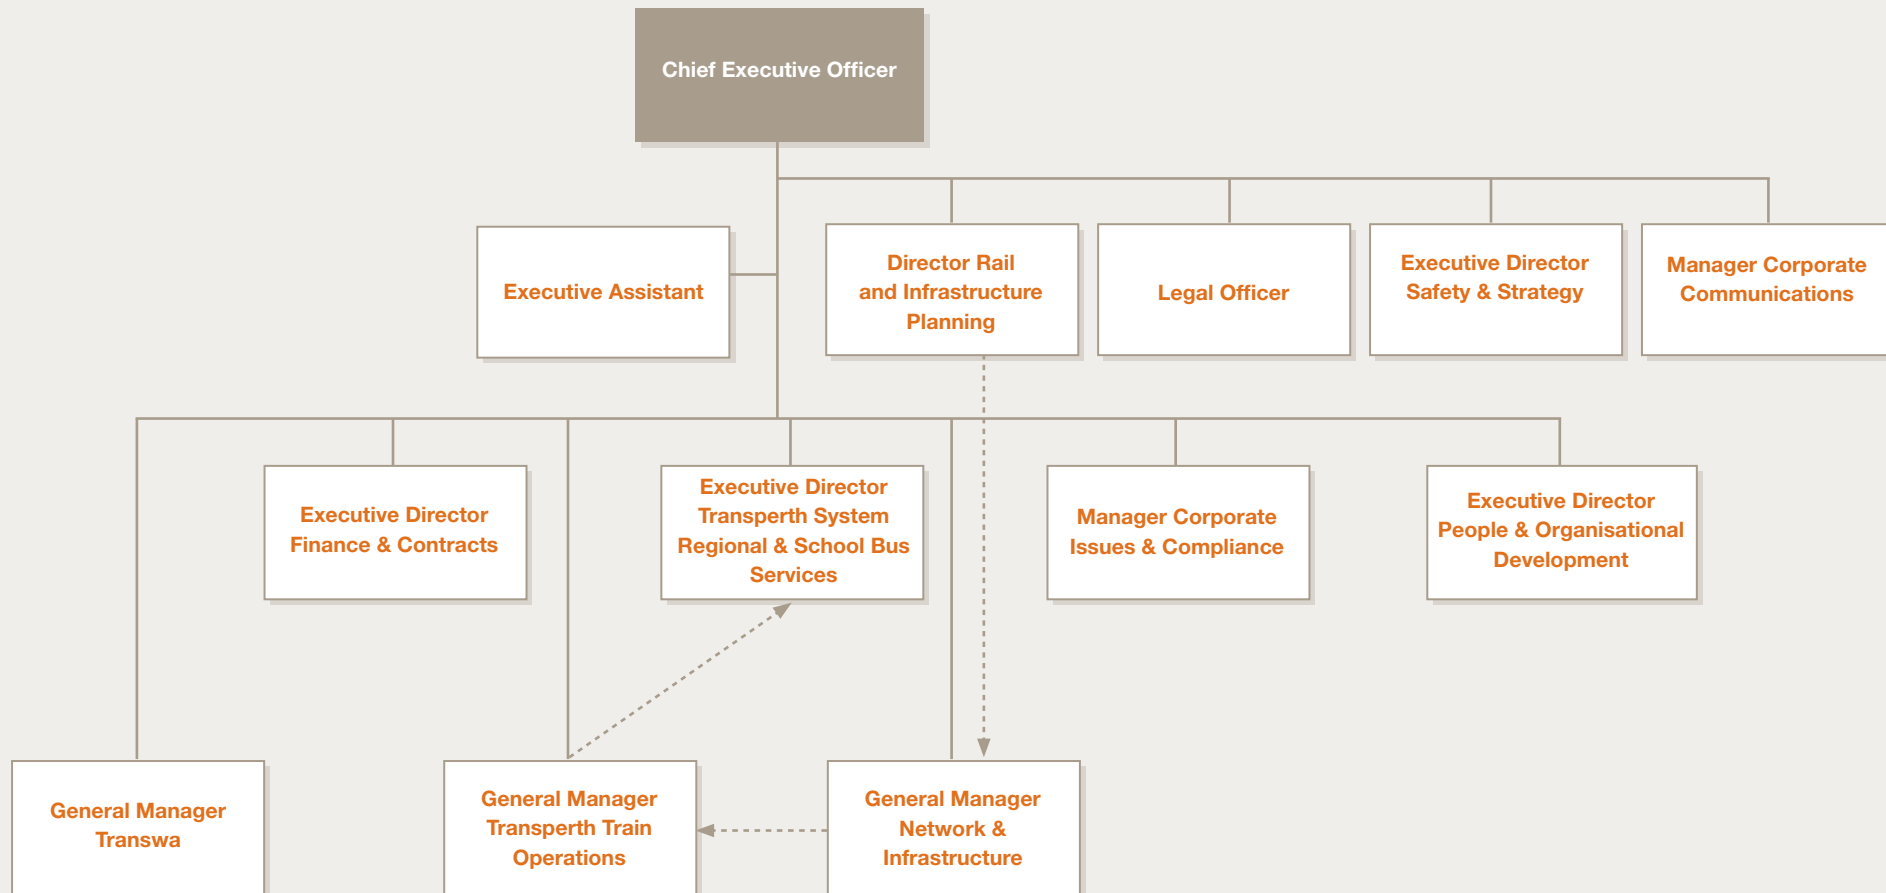 Chief Executive Officer
Executive Assistant
Director Rail
and Infrastructure
Planning
Legal Officer
Executive Director
Safety & Strategy
Manager Corporate
Communications
Executive Director
Finance & Contracts
Executive Director
Transperth System
Regional & School Bus
Services
Manager Corporate
Issues & Compliance
Executive Director
People & Organisational
Development
General Manager
Transwa
General Manager
Transperth Train
Operations
General Manager
Network &
Infrastructure